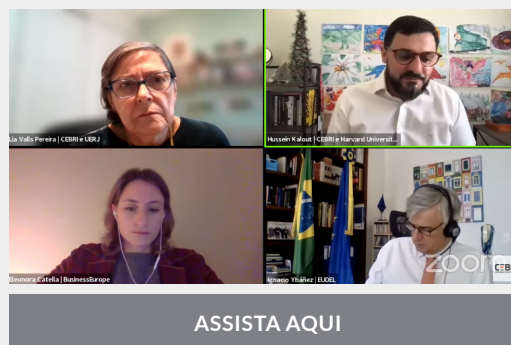 Lia Valls Pereira | CEBRI e UERJ
Hussein Kalout | CEBRI e Harvard Universit...
Eleonora Catella | BusinessEurope
Ignacio Ybáñez | EUDEL
zoom
CEB
ASSISTA AQUI